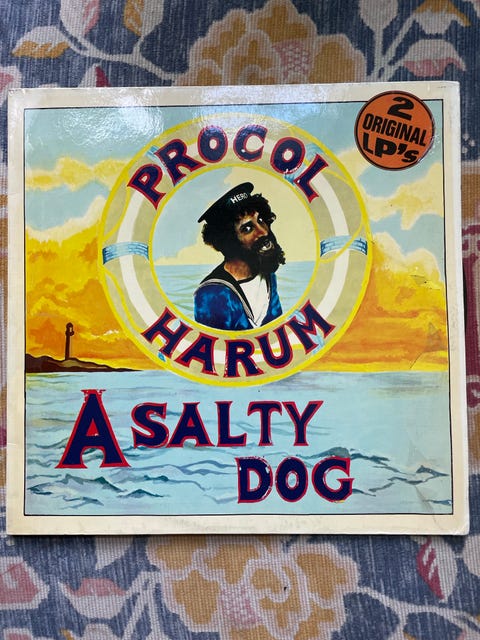 2
ORIGINAL
LP's
PROCOL
HERO
HARUM
A SALTY
DOG